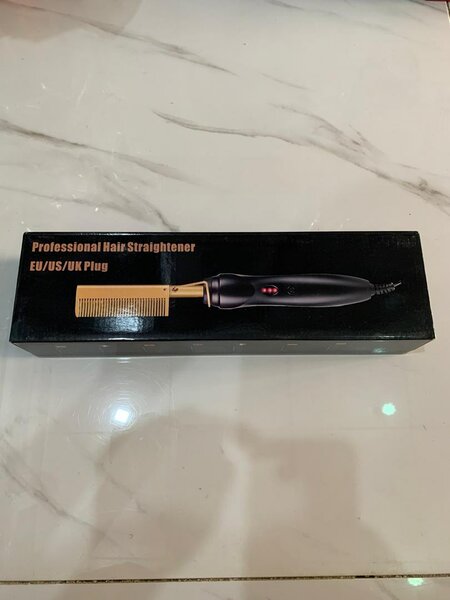 Professional Hair Straightener
EU/US/UK Plug